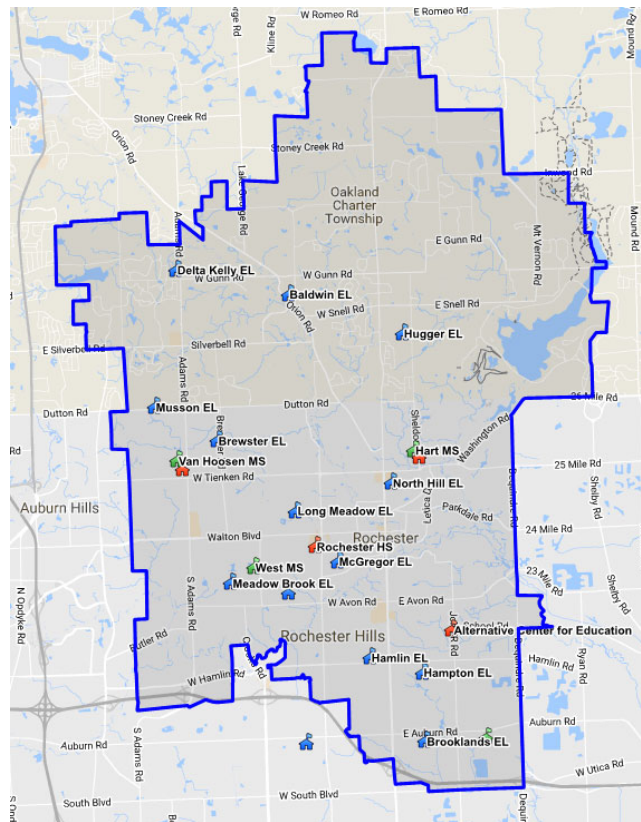 W Romeo Rd
E Romeo Rd
Kline Rd
Mound Rd
Stoney Creek Rd
Orion Rd
Stoney Creek Rd
Lake George Rd
Inwood Rd
Oakland
Charter
Township
Mt Vernon Rd
Mound Rd
Adams Rd
E Gunn Rd
Delta Kelly EL
W Gunn Rd
W Gunn Rd
Baldwin EL
Orion Rd
W Snell Rd
E Snell Rd
Hugger EL
E Silverbell Rd
Silverbell Rd
Adams Rd
26 Mile Rd
Dutton Rd
Musson EL
Dutton Rd
Washington Rd
Brewster EL
Hart MS
Van Hoosen MS
25 Mile Rd
W Tienken Rd
North Hill EL
Shelby Rd
Dequindre Rd
Auburn Hills
Long Meadow EL
Parkdale Rd
24 Mile Rd
Walton Blvd
Rochester
Rochester HS
McGregor EL
23 Mile Rd
West MS
Meadow Brook EL
N Opdyke Rd
S Adams Rd
W Avon Rd
E Avon Rd
Shelby Rd
Alternative Center for Education
Butler Rd
Rochester Hills
Hamlin EL
Hamlin Rd
Ryan Rd
Dequindre Rd
W Hamlin Rd
Hampton EL
Auburn Rd
E Auburn Rd
Auburn Rd
Brooklands EL
S Adams Rd
W Utica Rd
South Blvd
W South Blvd